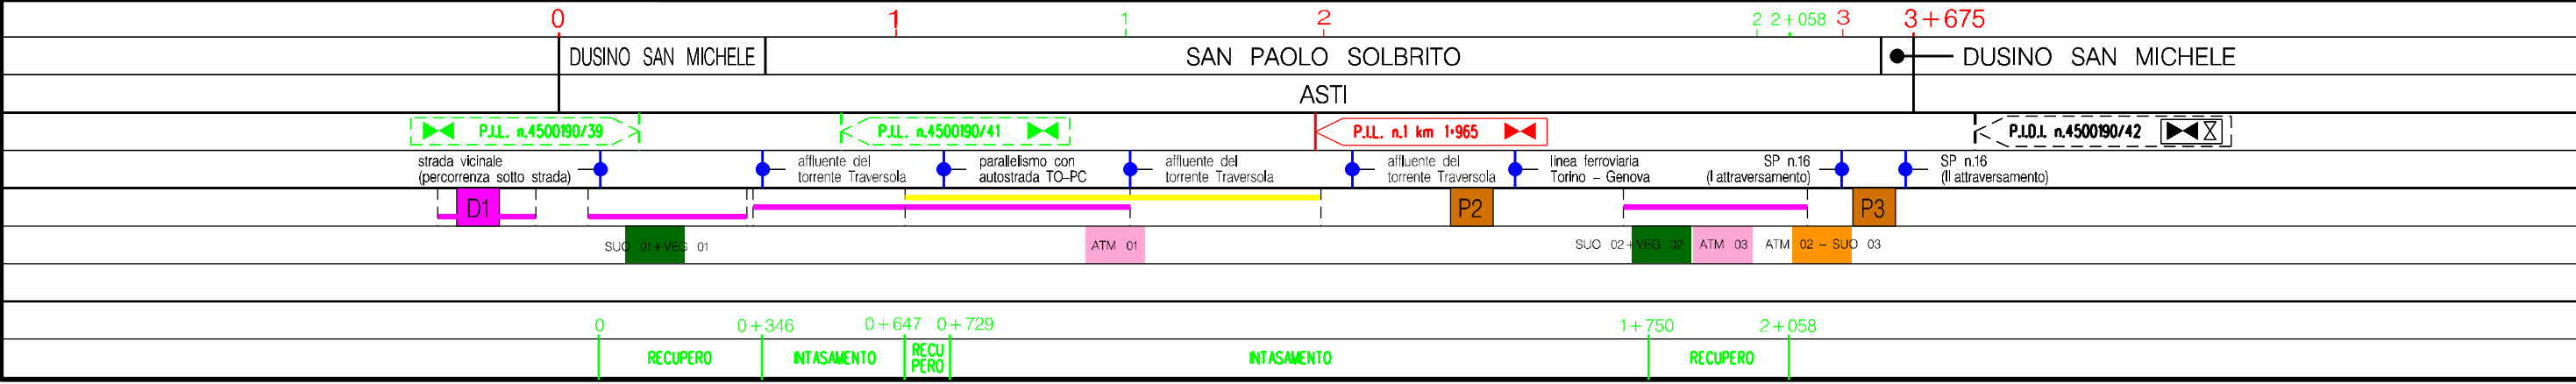 0 1 1 2 2 2+058 3 3+675
DUSINO SAN MICHELE SAN PAOLO SOLBRITO DUSINO SAN MICHELE
ASTI
P.I.L. n.4500190/39 P.I.L. n.4500190/41 P.I.L. n.1 km 1+965 P.I.D.I. n.4500190/42
strada vicinale
(percorrenza sotto strada)
affluente del
torrente Traversola
parallelismo con
autostrada TO-PC
affluente del
torrente Traversola
affluente del
torrente Traversola
linea ferroviaria
Torino - Genova
SP n.16
(I attraversamento)
SP n.16
(II attraversamento)
D1 P2 P3
SUO 01+VEG 01 ATM 01 SUO 02+VEG 02 ATM 03 ATM 02 - SUO 03
0 0+346 0+647 0+729 1+750 2+058
RECUPERO INTASAMENTO RECU
PERO
INTASAMENTO RECUPERO